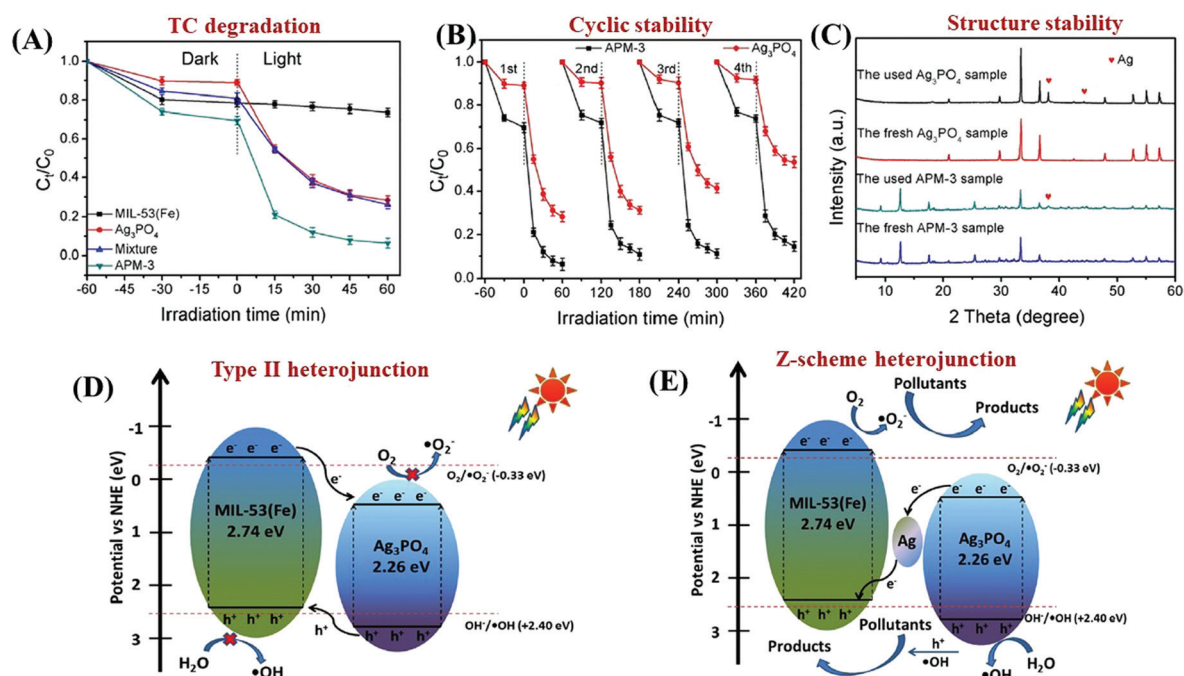 TC degradation
(A)
Dark
Light
Cₜ/C₀
1.0
0.8
0.6
0.4
0.2
0.0
MIL-53(Fe)
Ag₃PO₄
Mixture
APM-3
-60 -45 -30 -15 0 15 30 45 60
Irradiation time (min)
Cyclic stability
(B)
APM-3
Ag₃PO₄
1st 2nd 3rd 4th
Cₜ/C₀
1.0
0.8
0.6
0.4
0.2
0.0
-60 0 60 120 180 240 300 360 420
Irradiation time (min)
Structure stability
(C)
♥ Ag
The used Ag₃PO₄ sample
The fresh Ag₃PO₄ sample
The used APM-3 sample
The fresh APM-3 sample
Intensity (a.u.)
10 20 30 40 50 60
2 Theta (degree)
Type II heterojunction
(D)
Potential vs NHE (eV)
-1
0
1
2
3
e⁻ e⁻ e⁻
MIL-53(Fe)
2.74 eV
h⁺ h⁺ h⁺
e⁻
O₂
•O₂⁻
O₂/•O₂⁻ (-0.33 eV)
e⁻ e⁻ e⁻
Ag₃PO₄
2.26 eV
h⁺ h⁺ h⁺
h⁺
OH⁻/•OH (+2.40 eV)
H₂O
•OH
Z-scheme heterojunction
(E)
Potential vs NHE (eV)
-1
0
1
2
3
O₂
•O₂⁻
Pollutants
Products
e⁻ e⁻ e⁻
MIL-53(Fe)
2.74 eV
O₂/•O₂⁻ (-0.33 eV)
e⁻
Ag
e⁻
e⁻ e⁻ e⁻
Ag₃PO₄
2.26 eV
h⁺ h⁺ h⁺
OH⁻/•OH (+2.40 eV)
Pollutants
Products
h⁺
•OH
H₂O
•OH